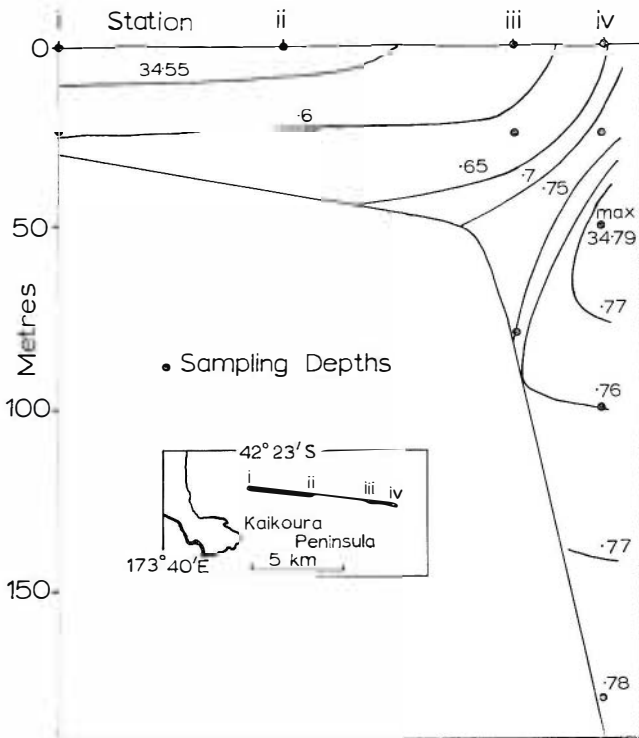 Station
i ii iii iv
0
34·55
·6
·65
·7
·75
max
34·79
50
·77
Metres
Sampling Depths
·76
100
42°23'S
i ii iii iv
Kaikoura
Peninsula
173°40'E
5 km
·77
150
·78